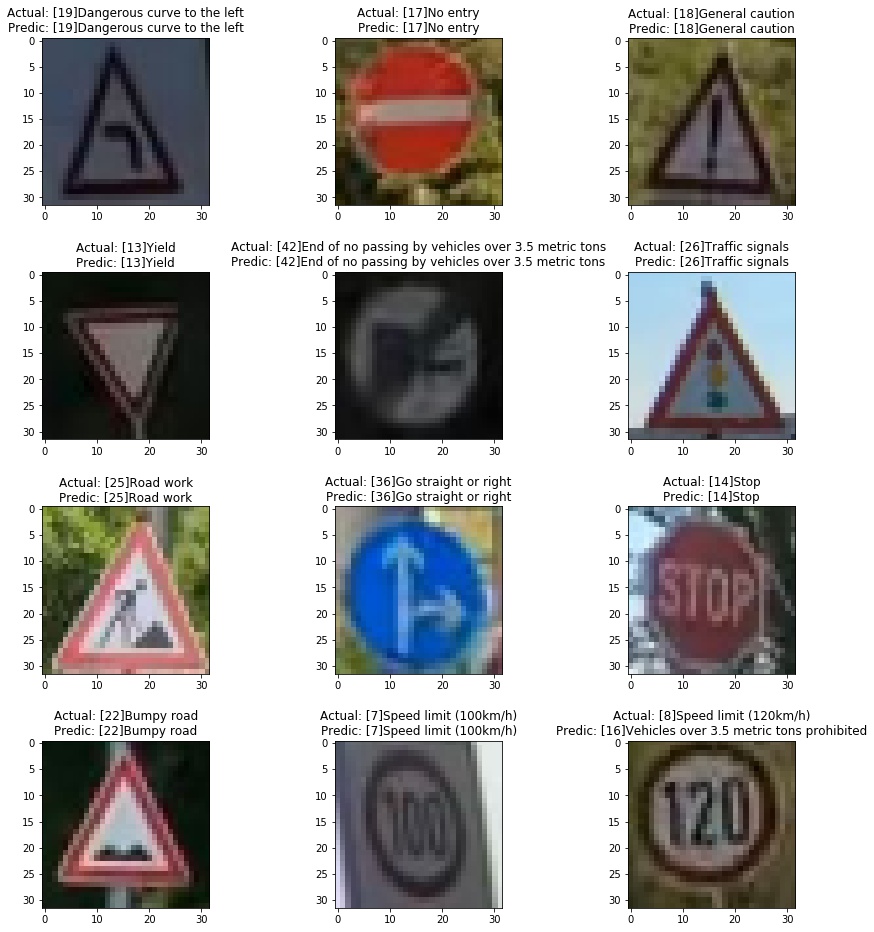 Actual: [19]Dangerous curve to the left
Predic: [19]Dangerous curve to the left
Actual: [17]No entry
Predic: [17]No entry
Actual: [18]General caution
Predic: [18]General caution
0
5
10
15
20
25
30
0 10 20 30
0
5
10
15
20
25
30
0 10 20 30
0
5
10
15
20
25
30
0 10 20 30
Actual: [13]Yield
Predic: [13]Yield
Actual: [42]End of no passing by vehicles over 3.5 metric tons
Predic: [42]End of no passing by vehicles over 3.5 metric tons
Actual: [26]Traffic signals
Predic: [26]Traffic signals
0
5
10
15
20
25
30
0 10 20 30
0
5
10
15
20
25
30
0 10 20 30
0
5
10
15
20
25
30
0 10 20 30
Actual: [25]Road work
Predic: [25]Road work
Actual: [36]Go straight or right
Predic: [36]Go straight or right
Actual: [14]Stop
Predic: [14]Stop
0
5
10
15
20
25
30
0 10 20 30
0
5
10
15
20
25
30
0 10 20 30
STOP
0
5
10
15
20
25
30
0 10 20 30
Actual: [22]Bumpy road
Predic: [22]Bumpy road
Actual: [7]Speed limit (100km/h)
Predic: [7]Speed limit (100km/h)
Actual: [8]Speed limit (120km/h)
Predic: [16]Vehicles over 3.5 metric tons prohibited
0
5
10
15
20
25
30
0 10 20 30
100
0
5
10
15
20
25
30
0 10 20 30
120
0
5
10
15
20
25
30
0 10 20 30